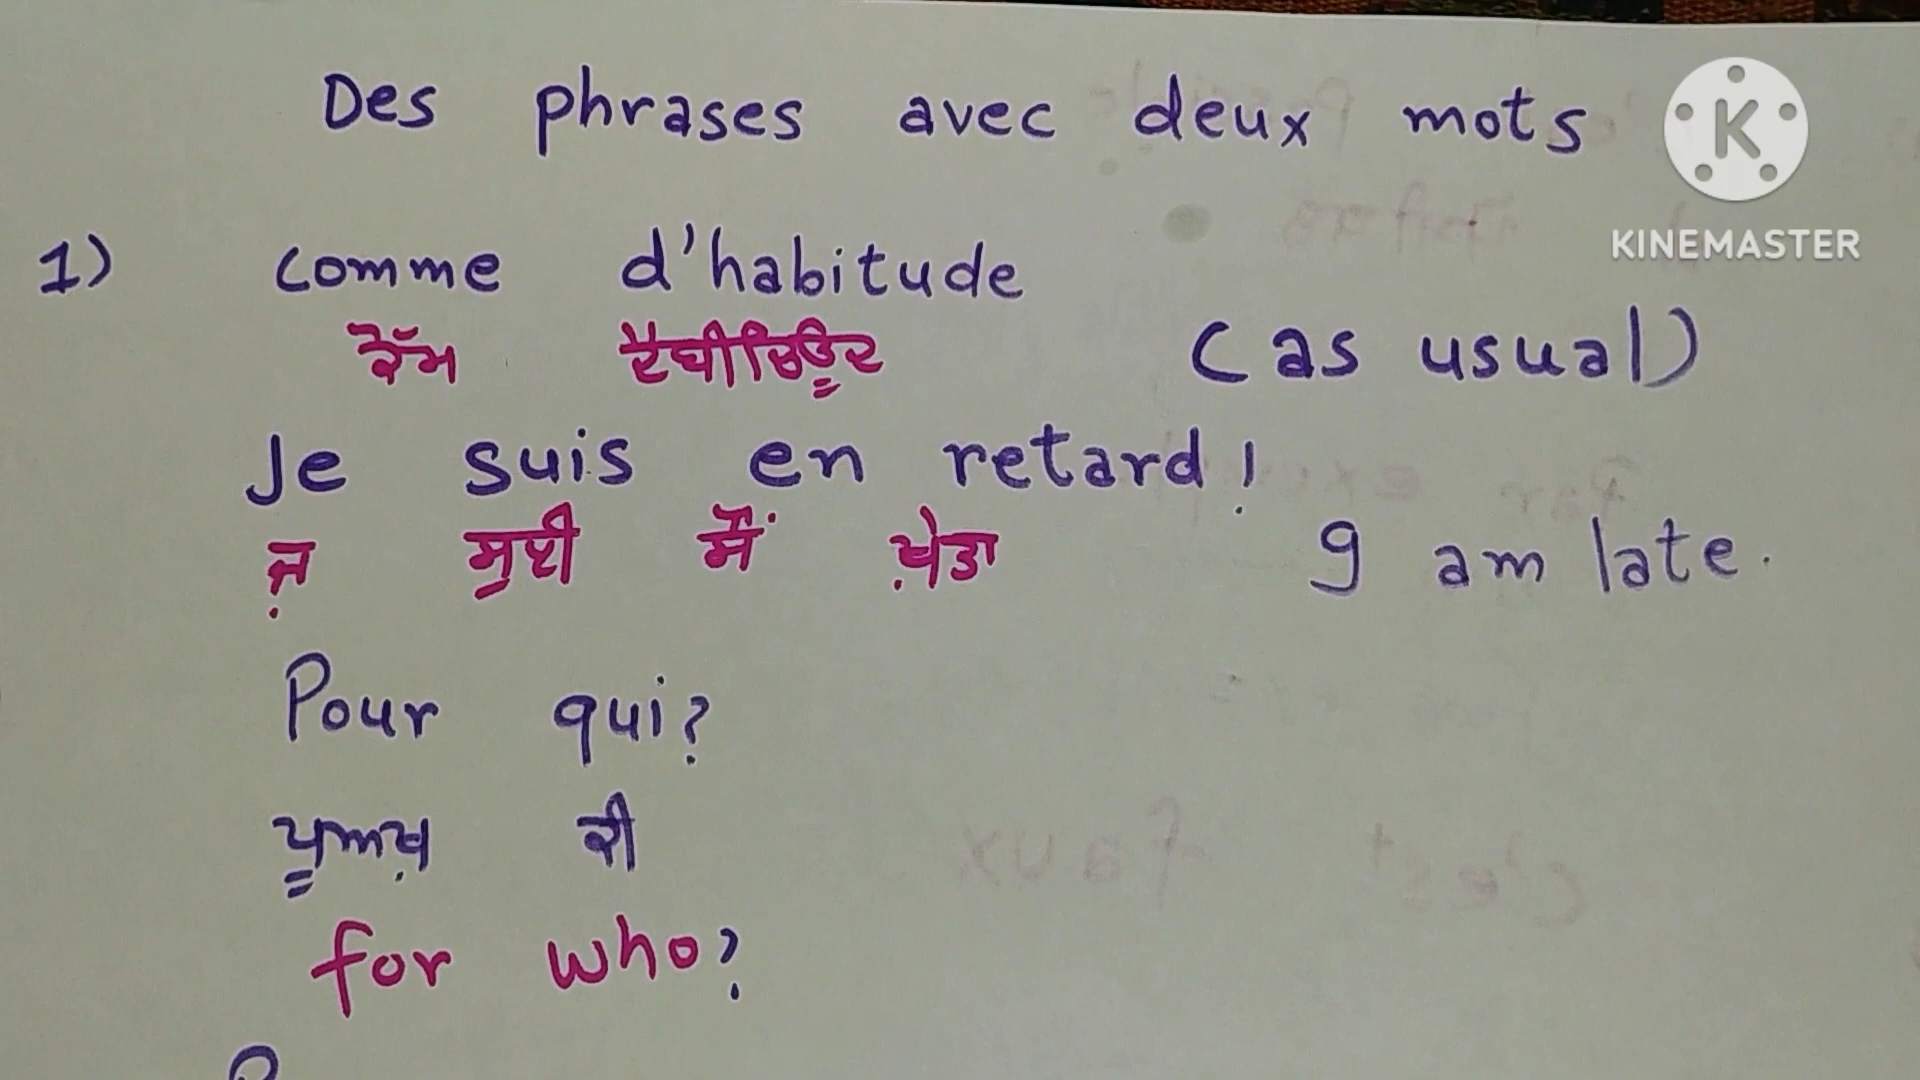 Des phrases avec deux mots
K
KINEMASTER
1) comme d'habitude
ਕੋੱਮ ਦੈਬੀਚਿਊਦ (as usual)
Je suis en retard!
ਜ਼ ਸੁਈ ਸੌਂ ਖ਼ੇਤਾ I am late.
Pour qui?
ਪੂਅਖ਼ ਕੀ
for who?